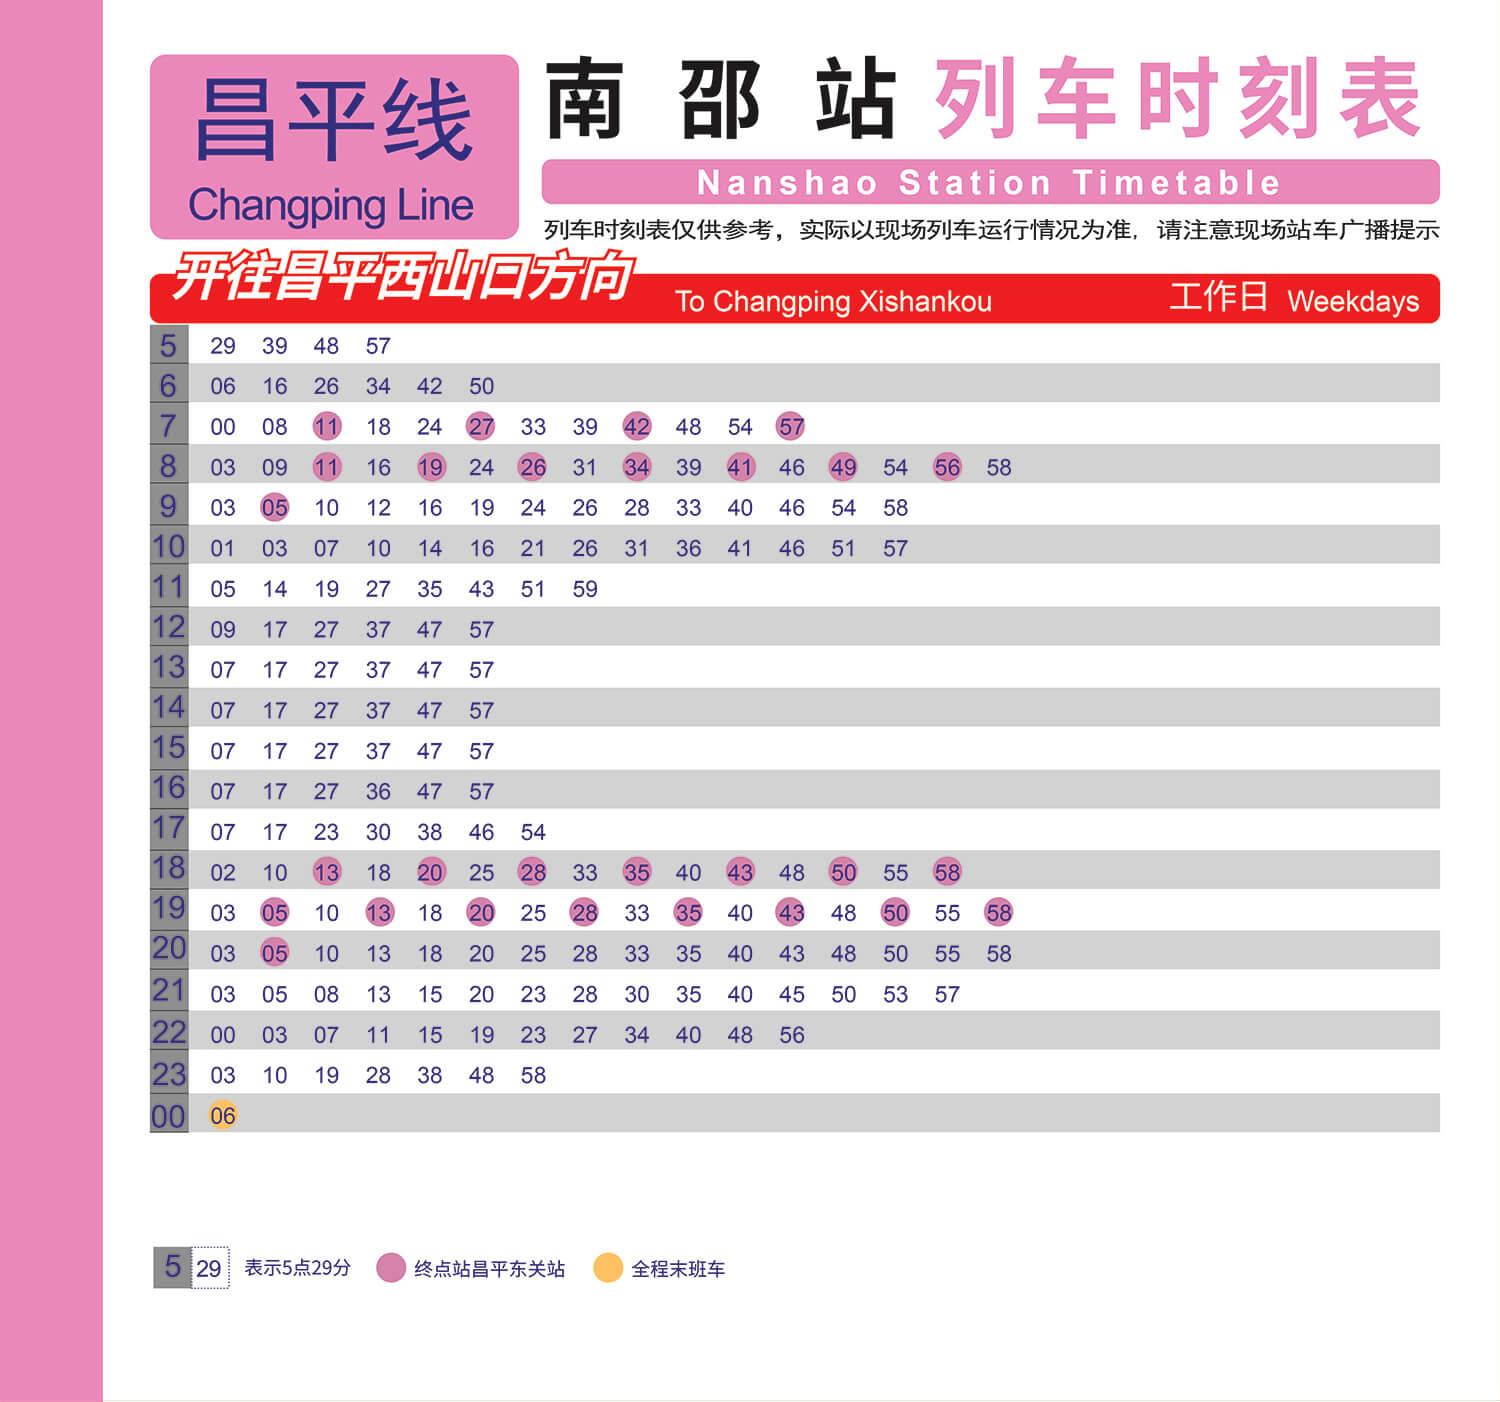 昌平线
Changping Line
南邵站列车时刻表
Nanshao Station Timetable
列车时刻表仅供参考，实际以现场列车运行情况为准，请注意现场站车广播提示
开往昌平西山口方向 To Changping Xishankou 工作日 Weekdays
5 29 39 48 57
6 06 16 26 34 42 50
7 00 08 11 18 24 27 33 39 42 48 54 57
8 03 09 11 16 19 24 26 31 34 39 41 46 49 54 56 58
9 03 05 10 12 16 19 24 26 28 33 40 46 54 58
10 01 03 07 10 14 16 21 26 31 36 41 46 51 57
11 05 14 19 27 35 43 51 59
12 09 17 27 37 47 57
13 07 17 27 37 47 57
14 07 17 27 37 47 57
15 07 17 27 37 47 57
16 07 17 27 36 47 57
17 07 17 23 30 38 46 54
18 02 10 13 18 20 25 28 33 35 40 43 48 50 55 58
19 03 05 10 13 18 20 25 28 33 35 40 43 48 50 55 58
20 03 05 10 13 18 20 25 28 33 35 40 43 48 50 55 58
21 03 05 08 13 15 20 23 28 30 35 40 45 50 53 57
22 00 03 07 11 15 19 23 27 34 40 48 56
23 03 10 19 28 38 48 58
00 06
5 29 表示5点29分 终点站昌平东关站 全程末班车